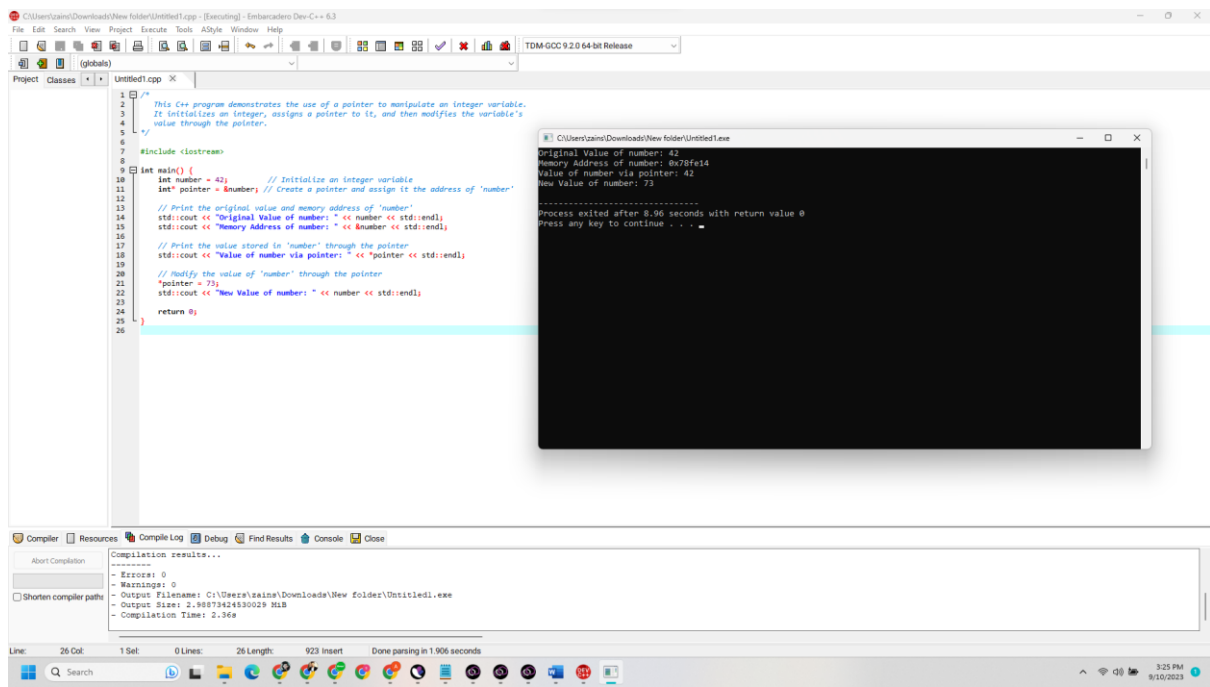 C:\Users\zains\Downloads\New folder\Untitled1.cpp - [Executing] - Embarcadero Dev-C++ 6.3
File Edit Search View Project Execute Tools AStyle Window Help
TDM-GCC 9.2.0 64-bit Release
(globals)
Project Classes Untitled1.cpp
1 /*
2 This C++ program demonstrates the use of a pointer to manipulate an integer variable.
3 It initializes an integer, assigns a pointer to it, and then modifies the variable's
4 value through the pointer.
5 */
6
7 #include <iostream>
8
9 int main() {
10 int number = 42; // Initialize an integer variable
11 int* pointer = &number; // Create a pointer and assign it the address of 'number'
12
13 // Print the original value and memory address of 'number'
14 std::cout << "Original Value of number: " << number << std::endl;
15 std::cout << "Memory Address of number: " << &number << std::endl;
16
17 // Print the value stored in 'number' through the pointer
18 std::cout << "Value of number via pointer: " << *pointer << std::endl;
19
20 // Modify the value of 'number' through the pointer
21 *pointer = 73;
22 std::cout << "New Value of number: " << number << std::endl;
23
24 return 0;
25 }
26
C:\Users\zains\Downloads\New folder\Untitled1.exe
Original Value of number: 42
Memory Address of number: 0x78fe14
Value of number via pointer: 42
New Value of number: 73
--------------------------------
Process exited after 8.96 seconds with return value 0
Press any key to continue . . .
Compiler Resources Compile Log Debug Find Results Console Close
Abort Compilation
Shorten compiler paths
Compilation results...
--------
- Errors: 0
- Warnings: 0
- Output Filename: C:\Users\zains\Downloads\New folder\Untitled1.exe
- Output Size: 2.98873424530029 MiB
- Compilation Time: 2.36s
Line: 26 Col: 1 Sel: 0 Lines: 26 Length: 923 Insert Done parsing in 1.906 seconds
Search
3:25 PM
9/10/2023